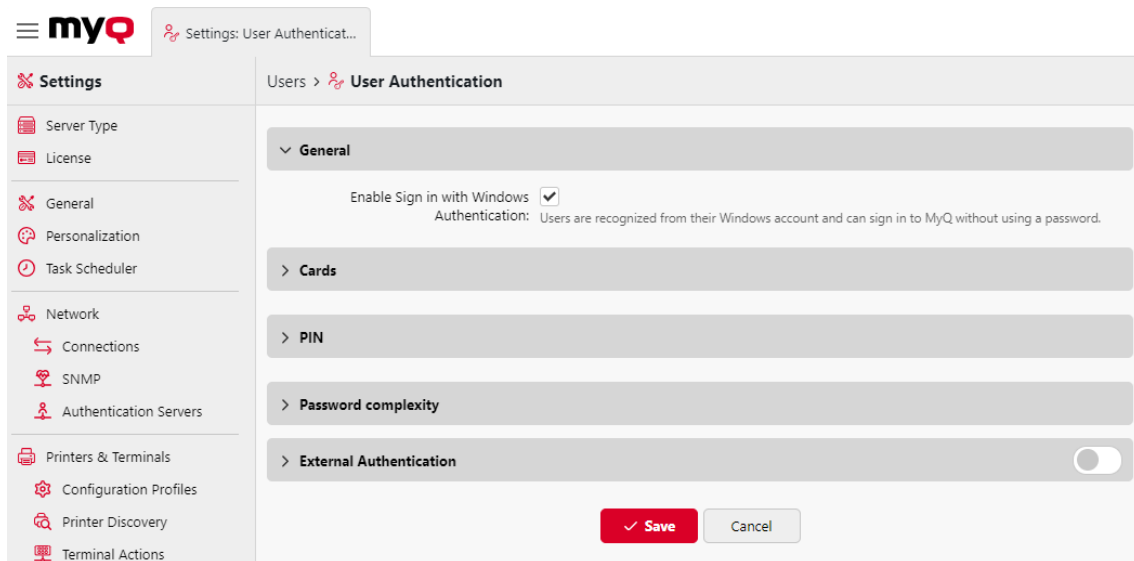 myQ
Settings: User Authenticat...
Settings
Users > User Authentication
Server Type
License
General
Personalization
Task Scheduler
Network
Connections
SNMP
Authentication Servers
Printers & Terminals
Configuration Profiles
Printer Discovery
Terminal Actions
General
Enable Sign in with Windows
Authentication:
Users are recognized from their Windows account and can sign in to MyQ without using a password.
Cards
PIN
Password complexity
External Authentication
Save
Cancel